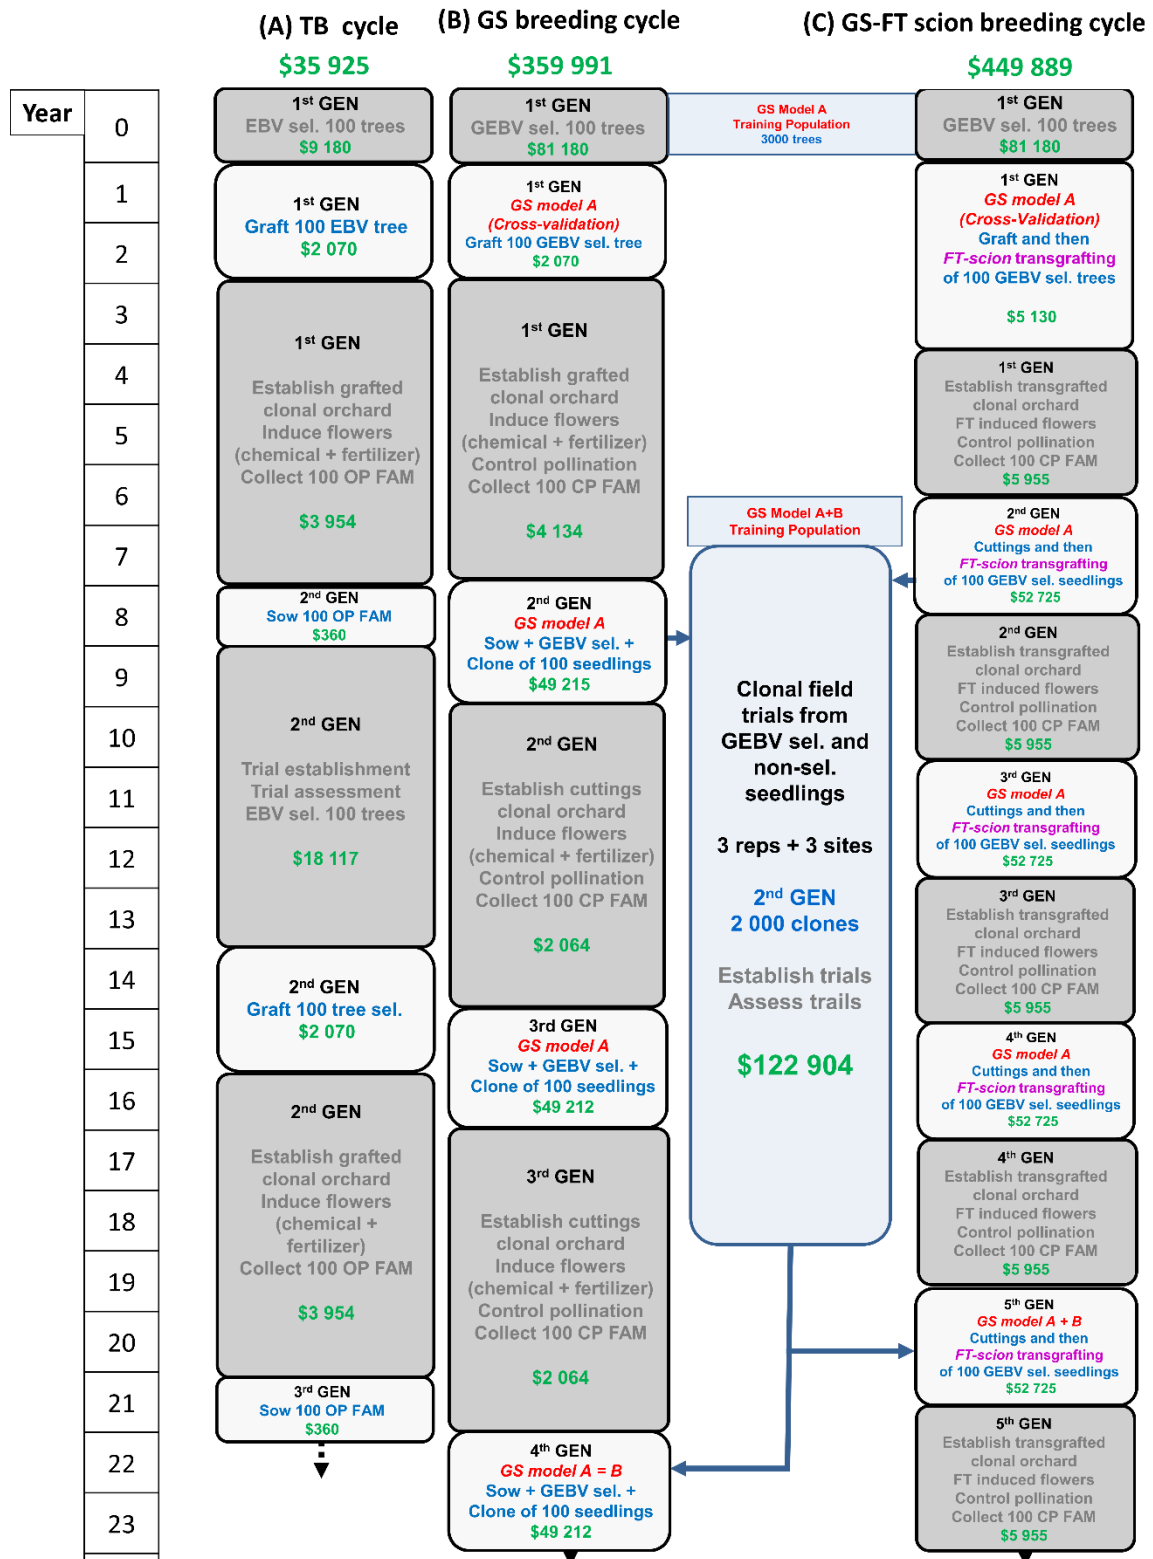 (A) TB cycle
$35 925
(B) GS breeding cycle
$359 991
(C) GS-FT scion breeding cycle
$449 889
Year
0
1
2
3
4
5
6
7
8
9
10
11
12
13
14
15
16
17
18
19
20
21
22
23
1st GEN
EBV sel. 100 trees
$9 180
1st GEN
Graft 100 EBV tree
$2 070
1st GEN
Establish grafted
clonal orchard
Induce flowers
(chemical + fertilizer)
Collect 100 OP FAM
$3 954
2nd GEN
Sow 100 OP FAM
$360
2nd GEN
Trial establishment
Trial assessment
EBV sel. 100 trees
$18 117
2nd GEN
Graft 100 tree sel.
$2 070
2nd GEN
Establish grafted
clonal orchard
Induce flowers
(chemical +
fertilizer)
Collect 100 OP FAM
$3 954
3rd GEN
Sow 100 OP FAM
$360
1st GEN
GEBV sel. 100 trees
$81 180
1st GEN
GS model A
(Cross-validation)
Graft 100 GEBV sel. tree
$2 070
1st GEN
Establish grafted
clonal orchard
Induce flowers
(chemical + fertilizer)
Control pollination
Collect 100 CP FAM
$4 134
2nd GEN
GS model A
Sow + GEBV sel. +
Clone of 100 seedlings
$49 215
2nd GEN
Establish cuttings
clonal orchard
Induce flowers
(chemical + fertilizer)
Control pollination
Collect 100 CP FAM
$2 064
3rd GEN
GS model A
Sow + GEBV sel. +
Clone of 100 seedlings
$49 212
3rd GEN
Establish cuttings
clonal orchard
Induce flowers
(chemical + fertilizer)
Control pollination
Collect 100 CP FAM
$2 064
4th GEN
GS model A = B
Sow + GEBV sel. +
Clone of 100 seedlings
$49 212
GS Model A
Training Population
3000 trees
GS Model A+B
Training Population
Clonal field
trials from
GEBV sel. and
non-sel.
seedlings
3 reps + 3 sites
2nd GEN
2 000 clones
Establish trials
Assess trails
$122 904
1st GEN
GEBV sel. 100 trees
$81 180
1st GEN
GS model A
(Cross-Validation)
Graft and then
FT-scion transgrafting
of 100 GEBV sel. trees
$5 130
1st GEN
Establish transgrafted
clonal orchard
FT induced flowers
Control pollination
Collect 100 CP FAM
$5 955
2nd GEN
GS model A
Cuttings and then
FT-scion transgrafting
of 100 GEBV sel. seedlings
$52 725
2nd GEN
Establish transgrafted
clonal orchard
FT induced flowers
Control pollination
Collect 100 CP FAM
$5 955
3rd GEN
GS model A
Cuttings and then
FT-scion transgrafting
of 100 GEBV sel. seedlings
$52 725
3rd GEN
Establish transgrafted
clonal orchard
FT induced flowers
Control pollination
Collect 100 CP FAM
$5 955
4th GEN
GS model A
Cuttings and then
FT-scion transgrafting
of 100 GEBV sel. seedlings
$52 725
4th GEN
Establish transgrafted
clonal orchard
FT induced flowers
Control pollination
Collect 100 CP FAM
$5 955
5th GEN
GS model A + B
Cuttings and then
FT-scion transgrafting
of 100 GEBV sel. seedlings
$52 725
5th GEN
Establish transgrafted
clonal orchard
FT induced flowers
Control pollination
Collect 100 CP FAM
$5 955